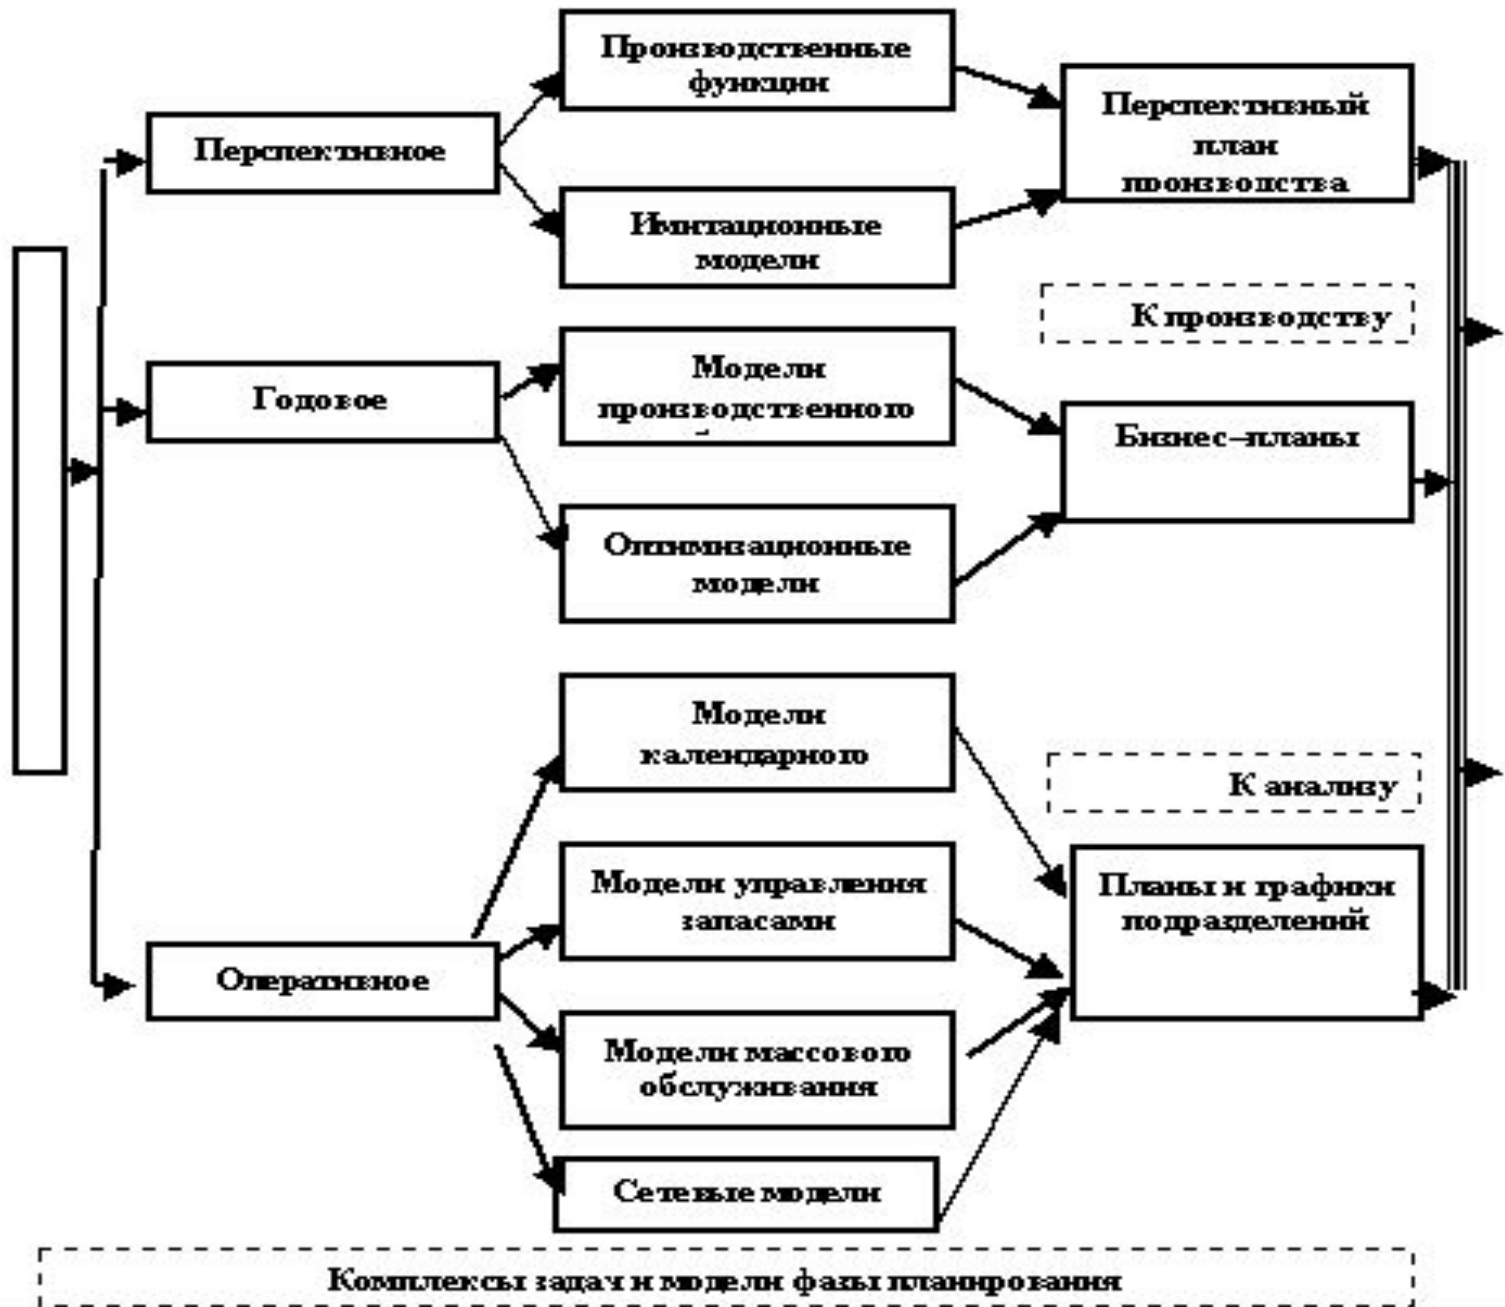 Производственные
функции
Перспективное
Имитационные
модели
Перспективный
план
производства
К производству
Годовое
Модели
производственного
Оптимизационные
модели
Бизнес–планы
Модели
календарного
К анализу
Модели управления
запасами
Планы и графики
подразделений
Оперативное
Модели массового
обслуживания
Сетевые модели
Комплексы задач и модели фазы планирования